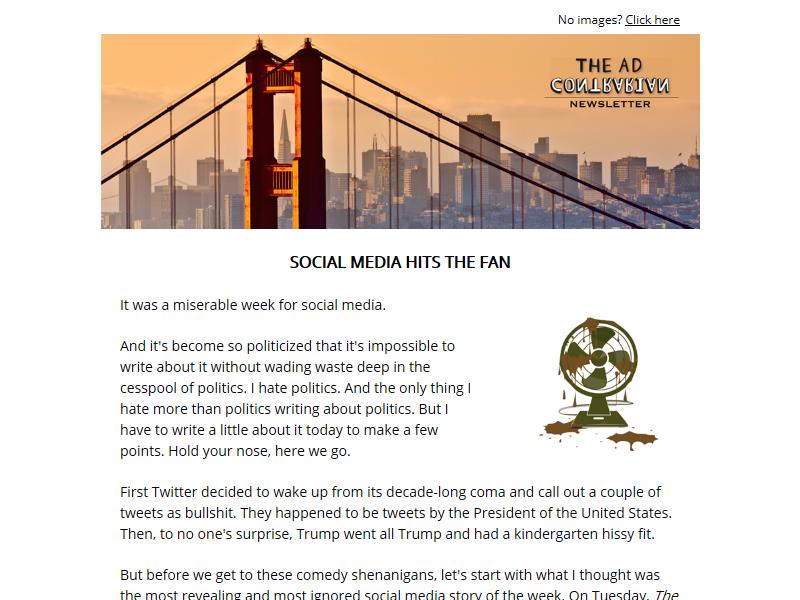 No images? Click here
THE AD
CONTRARIAN
NEWSLETTER
SOCIAL MEDIA HITS THE FAN
It was a miserable week for social media.
And it's become so politicized that it's impossible to
write about it without wading waste deep in the
cesspool of politics. I hate politics. And the only thing I
hate more than politics writing about politics. But I
have to write a little about it today to make a few
points. Hold your nose, here we go.
First Twitter decided to wake up from its decade-long coma and call out a couple of
tweets as bullshit. They happened to be tweets by the President of the United States.
Then, to no one's surprise, Trump went all Trump and had a kindergarten hissy fit.
But before we get to these comedy shenanigans, let's start with what I thought was
the most revealing and most ignored social media story of the week. On Tuesday, The